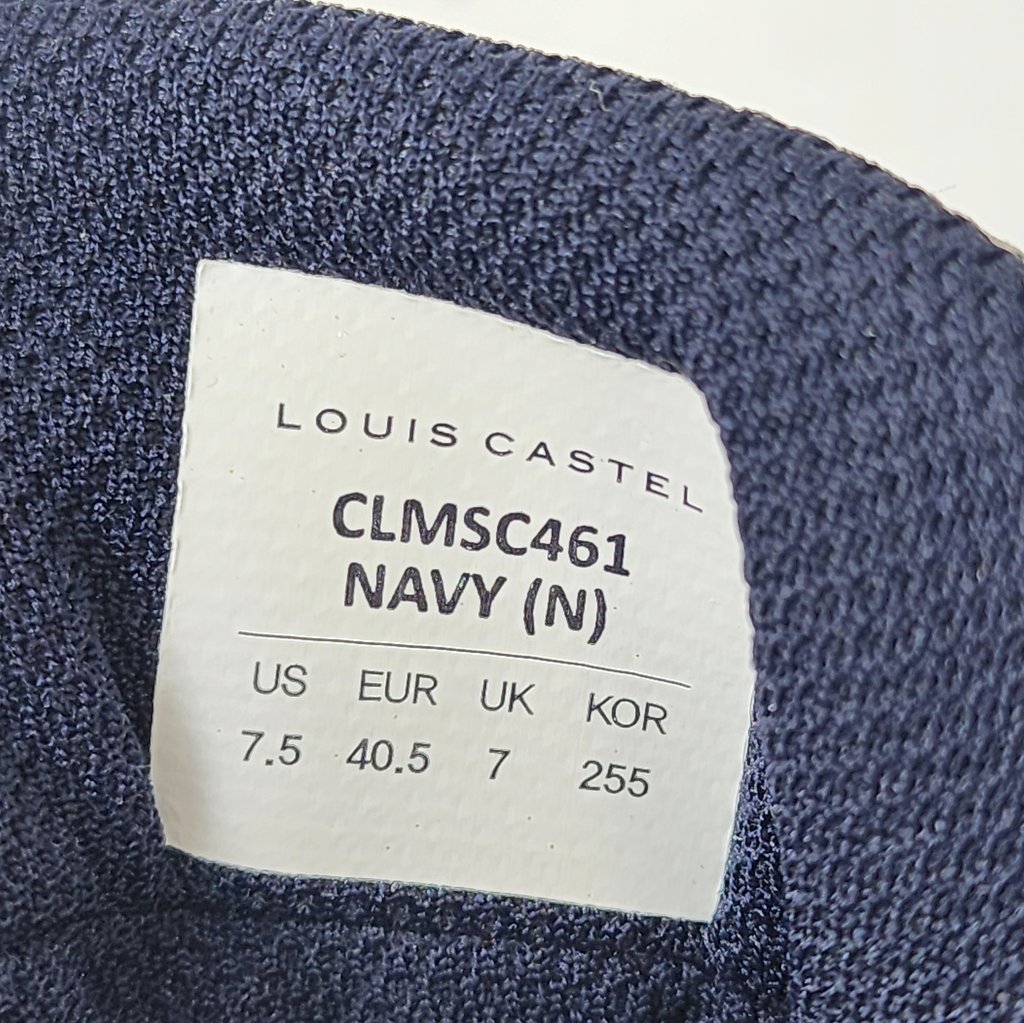 LOUIS CASTEL
CLMSC461
NAVY (N)
US EUR UK KOR
7.5 40.5 7 255